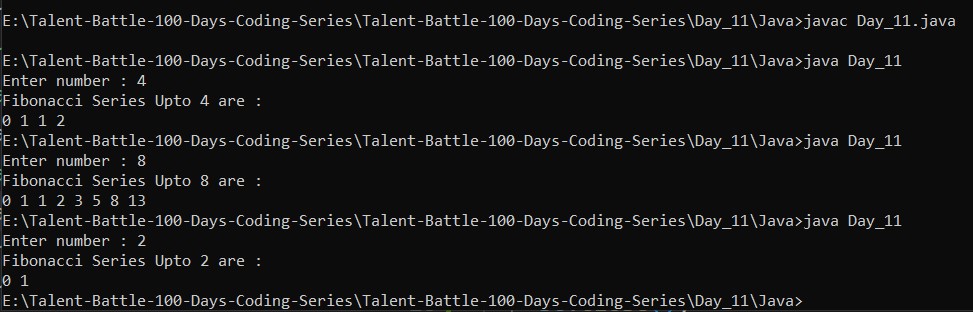 E:\Talent-Battle-100-Days-Coding-Series\Talent-Battle-100-Days-Coding-Series\Day_11\Java>javac Day_11.java
E:\Talent-Battle-100-Days-Coding-Series\Talent-Battle-100-Days-Coding-Series\Day_11\Java>java Day_11
Enter number : 4
Fibonacci Series Upto 4 are :
0 1 1 2
E:\Talent-Battle-100-Days-Coding-Series\Talent-Battle-100-Days-Coding-Series\Day_11\Java>java Day_11
Enter number : 8
Fibonacci Series Upto 8 are :
0 1 1 2 3 5 8 13
E:\Talent-Battle-100-Days-Coding-Series\Talent-Battle-100-Days-Coding-Series\Day_11\Java>java Day_11
Enter number : 2
Fibonacci Series Upto 2 are :
0 1
E:\Talent-Battle-100-Days-Coding-Series\Talent-Battle-100-Days-Coding-Series\Day_11\Java>